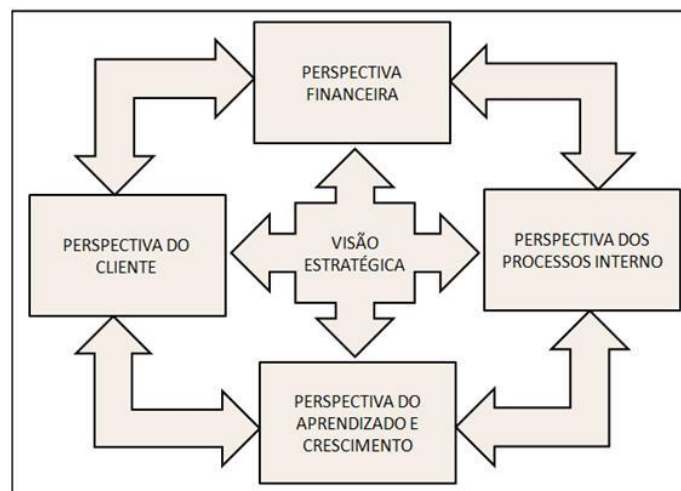 PERSPECTIVA
FINANCEIRA
PERSPECTIVA DO
CLIENTE
VISÃO
ESTRATÉGICA
PERSPECTIVA DOS
PROCESSOS INTERNO
PERSPECTIVA DO
APRENDIZADO E
CRESCIMENTO